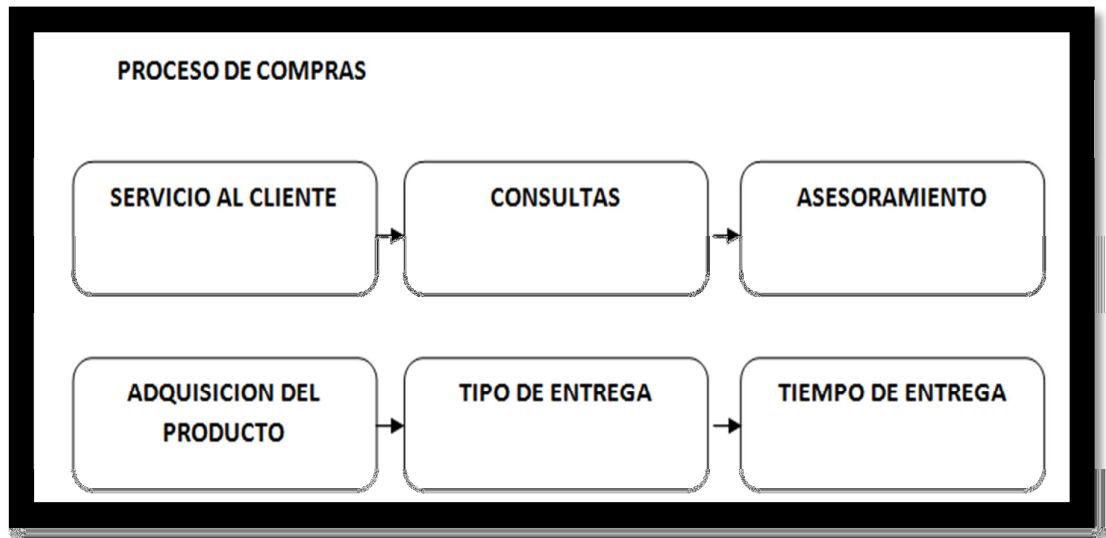 PROCESO DE COMPRAS
SERVICIO AL CLIENTE
CONSULTAS
ASESORAMIENTO
ADQUISICION DEL
PRODUCTO
TIPO DE ENTREGA
TIEMPO DE ENTREGA